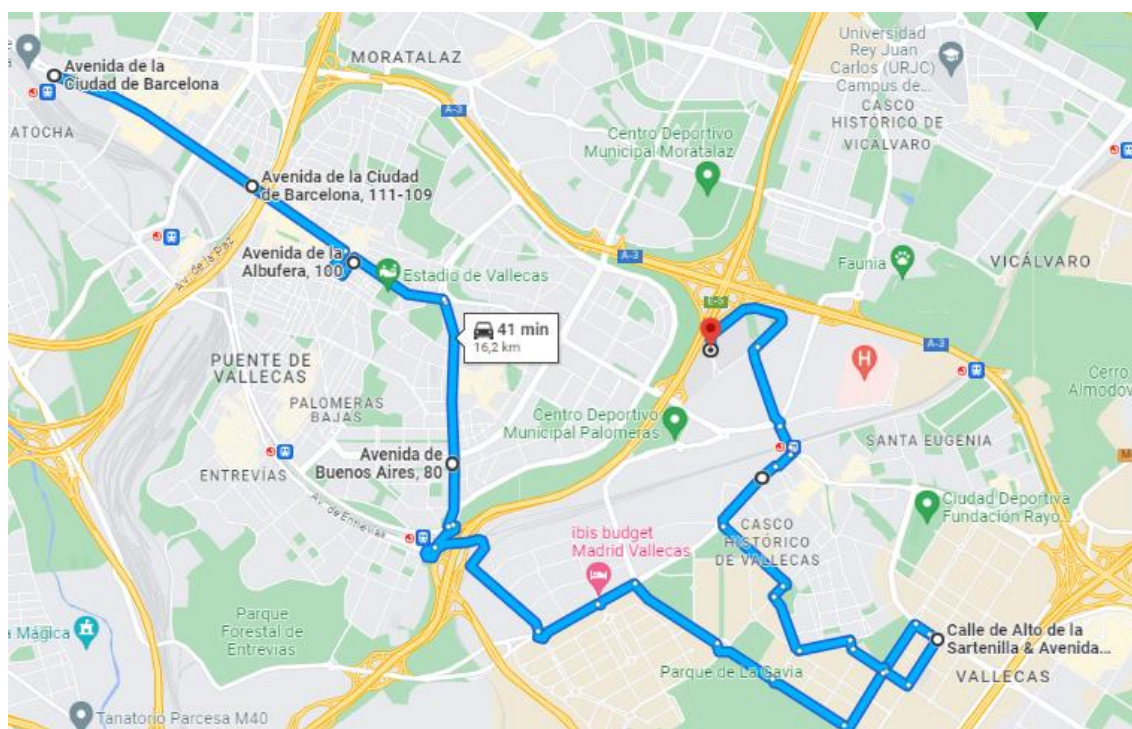 Avenida de la
Ciudad de Barcelona
ATOCHA
MORATALAZ
A-3
Universidad
Rey Juan
Carlos (URJC)
Campus de...
CASCO
HISTÓRICO DE
VICÁLVARO
Centro Deportivo
Municipal Moratalaz
Avenida de la Ciudad
de Barcelona, 111-109
Av. de la Paz
Avenida de la
Albufera, 100
Estadio de Vallecas
A-3
Faunia
VICÁLVARO
E-5
41 min
16,2 km
A-3
H
Cerro
Almodov
PUENTE DE
VALLECAS
PALOMERAS
BAJAS
Centro Deportivo
Municipal Palomeras
SANTA EUGENIA
ENTREVÍAS
Avenida de
Buenos Aires, 80
Av. de Entrevías
Ciudad Deportiva
Fundación Rayo...
ibis budget
Madrid Vallecas
CASCO
HISTÓRICO
DE VALLECAS
Parque
Forestal de
Entrevías
a Mágica
Calle de Alto de la
Sartenilla & Avenida...
Parque de La Gavia
VALLECAS
Tanatorio Parcesa M40